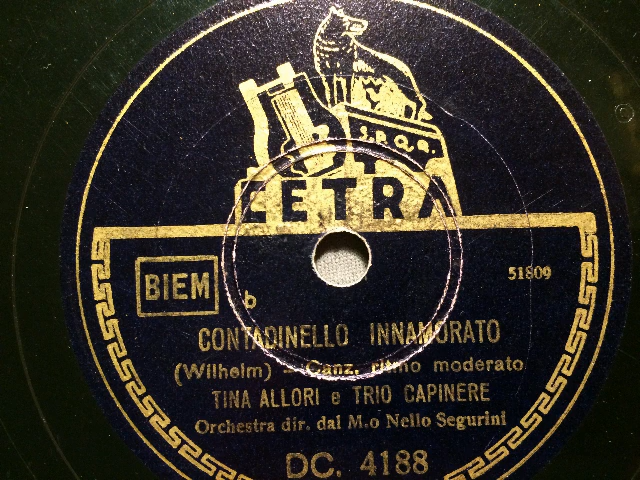 S.P.Q.R.
CETRA
BIEM
b
51809
CONTADINELLO INNAMORATO
(Wilhelm) - Canz. ritmo moderato
TINA ALLORI e TRIO CAPINERE
Orchestra dir. dal M.o Nello Segurini
DC. 4188